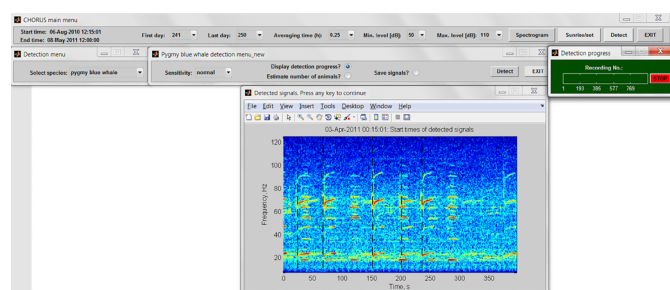 CHORUS main menu
Start time: 06-Aug-2010 12:15:01
End time: 08-May-2011 12:00:00
First day: 241 Last day: 250 Averaging time (h): 0.25 Min. level [dB]: 50 Max. level [dB]: 110 Spectrogram Sunrise/set Detect EXIT
Detection menu
Select species: pygmy blue whale
Pygmy blue whale detection menu_new
Sensitivity: normal
Display detection progress?
Estimate number of animals?
Save signals?
Detect EXIT
Detection progress
Recording No.:
STOP
1 193 385 577 769
Detected signals. Press any key to continue
File Edit View Insert Tools Desktop Window Help
03-Apr-2011 00:15:01: Start times of detected signals
Frequency, Hz
120
100
80
60
40
20
0 50 100 150 200 250 300 350
Time, s